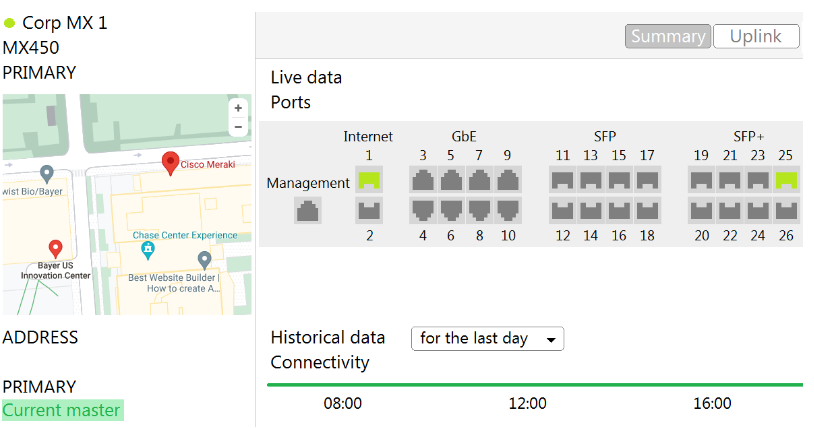 Corp MX 1
MX450
PRIMARY
+
−
Cisco Meraki
wist Bio/Bayer
Chase Center Experience
Bayer US
Innovation Center
Best Website Builder |
How to create A...
ADDRESS
PRIMARY
Current master
Summary Uplink
Live data
Ports
Internet GbE SFP SFP+
1 3 5 7 9 11 13 15 17 19 21 23 25
Management
2 4 6 8 10 12 14 16 18 20 22 24 26
Historical data for the last day
Connectivity
08:00 12:00 16:00